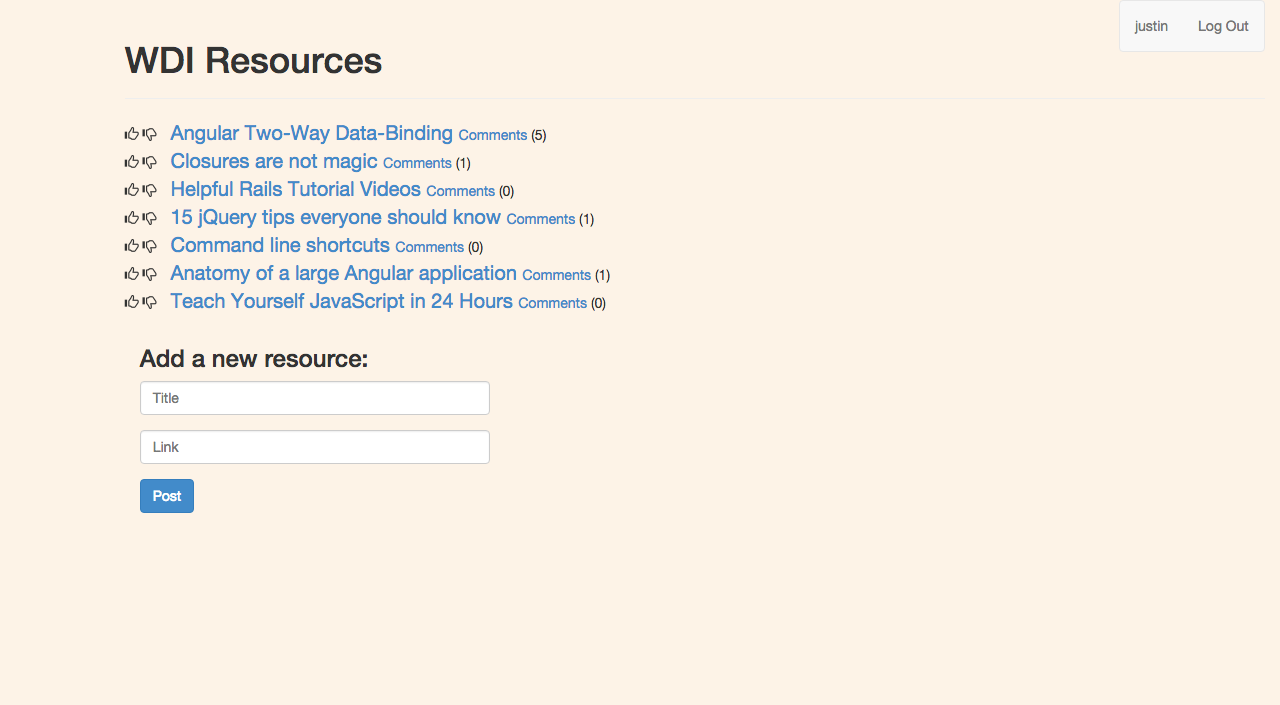 justin Log Out
WDI Resources
Angular Two-Way Data-Binding Comments (5)
Closures are not magic Comments (1)
Helpful Rails Tutorial Videos Comments (0)
15 jQuery tips everyone should know Comments (1)
Command line shortcuts Comments (0)
Anatomy of a large Angular application Comments (1)
Teach Yourself JavaScript in 24 Hours Comments (0)
Add a new resource:
Title
Link
Post